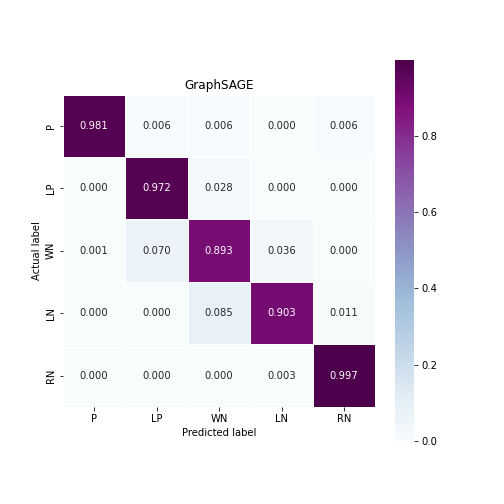 GraphSAGE
P 0.981 0.006 0.006 0.000 0.006
LP 0.000 0.972 0.028 0.000 0.000
WN 0.001 0.070 0.893 0.036 0.000
LN 0.000 0.000 0.085 0.903 0.011
RN 0.000 0.000 0.000 0.003 0.997
P LP WN LN RN
Actual label
Predicted label
0.8
0.6
0.4
0.2
0.0